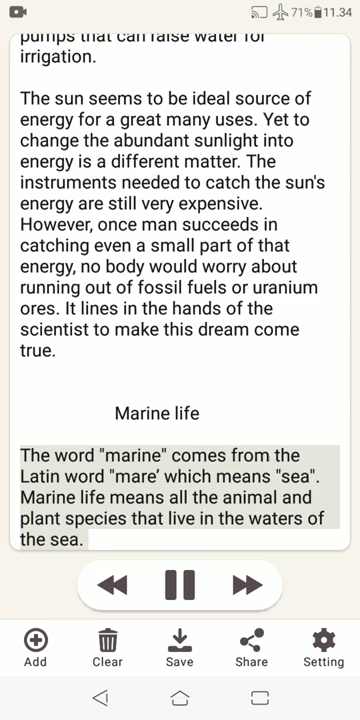 71% 11.34
pumps that can raise water for
irrigation.
The sun seems to be ideal source of
energy for a great many uses. Yet to
change the abundant sunlight into
energy is a different matter. The
instruments needed to catch the sun's
energy are still very expensive.
However, once man succeeds in
catching even a small part of that
energy, no body would worry about
running out of fossil fuels or uranium
ores. It lines in the hands of the
scientist to make this dream come
true.
Marine life
The word "marine" comes from the
Latin word "mare’ which means "sea".
Marine life means all the animal and
plant species that live in the waters of
the sea.
Add Clear Save Share Setting